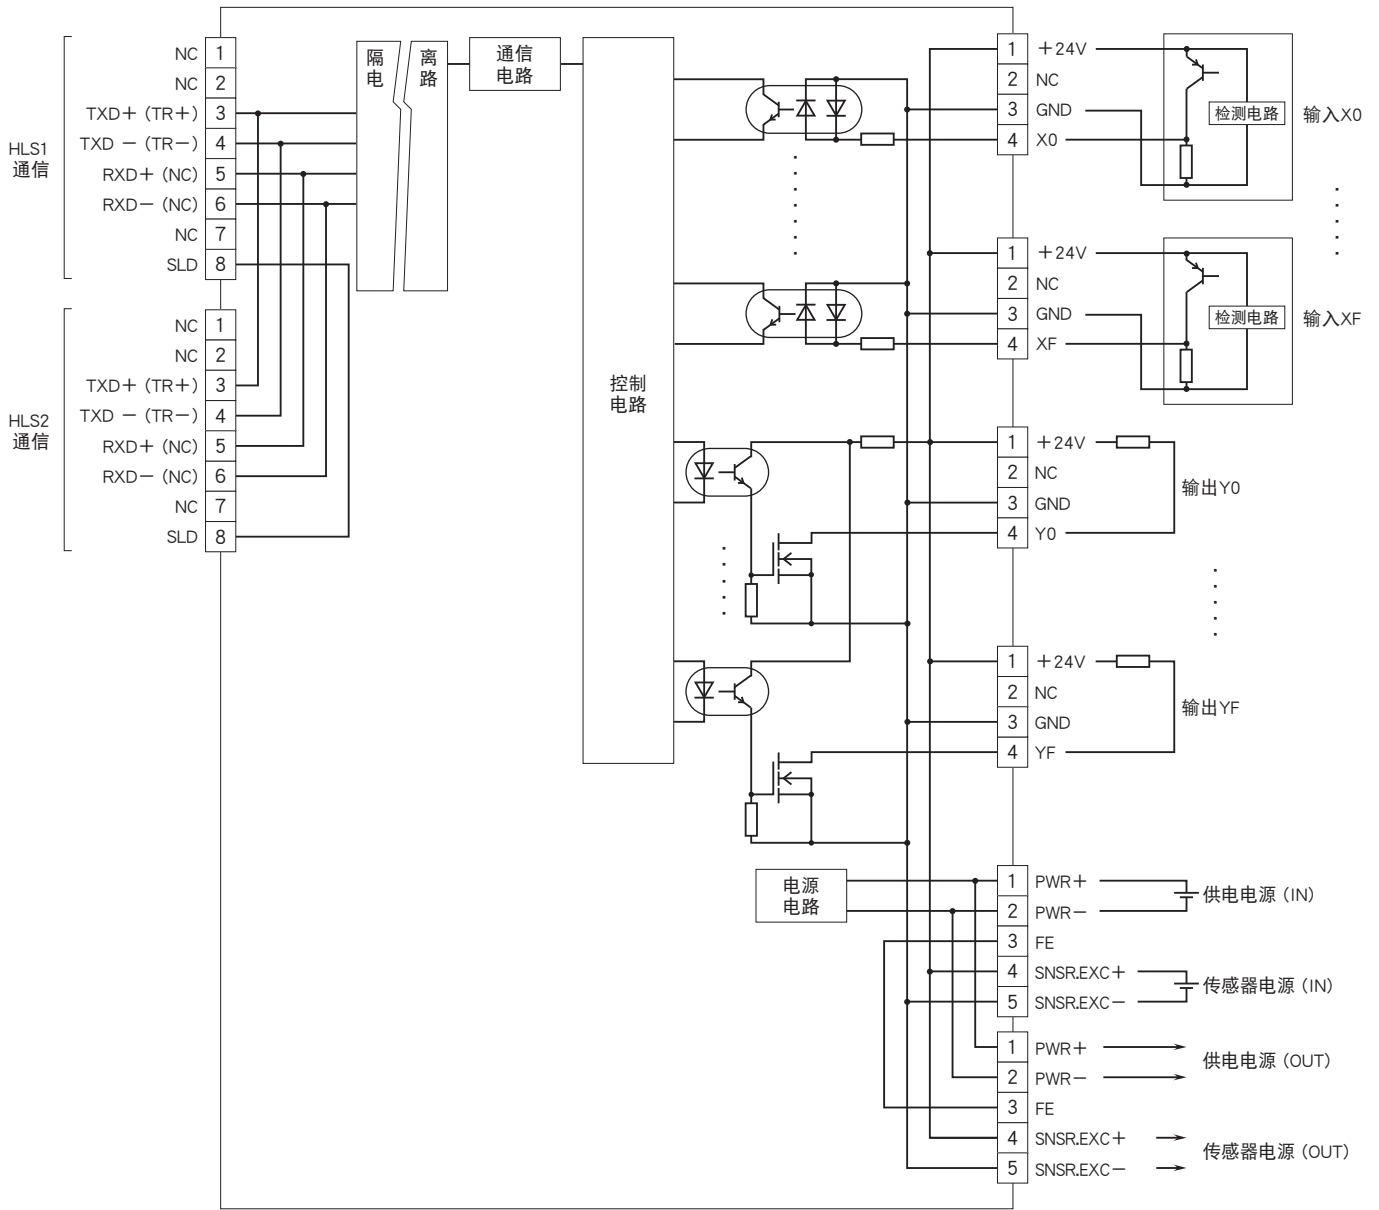 HLS1
通信
NC 1
NC 2
TXD＋ (TR＋) 3
TXD － (TR－) 4
RXD＋ (NC) 5
RXD－ (NC) 6
NC 7
SLD 8
HLS2
通信
NC 1
NC 2
TXD＋ (TR＋) 3
TXD － (TR－) 4
RXD＋ (NC) 5
RXD－ (NC) 6
NC 7
SLD 8
隔 离
电 路
通信
电路
控制
电路
1 ＋24V
2 NC
3 GND
4 X0
检测电路
输入X0
1 ＋24V
2 NC
3 GND
4 XF
检测电路
输入XF
1 ＋24V
2 NC
3 GND
4 Y0
输出Y0
1 ＋24V
2 NC
3 GND
4 YF
输出YF
电源
电路
1 PWR＋
2 PWR－
3 FE
4 SNSR.EXC＋
5 SNSR.EXC－
供电电源 (IN)
传感器电源 (IN)
1 PWR＋
2 PWR－
3 FE
4 SNSR.EXC＋
5 SNSR.EXC－
供电电源 (OUT)
传感器电源 (OUT)